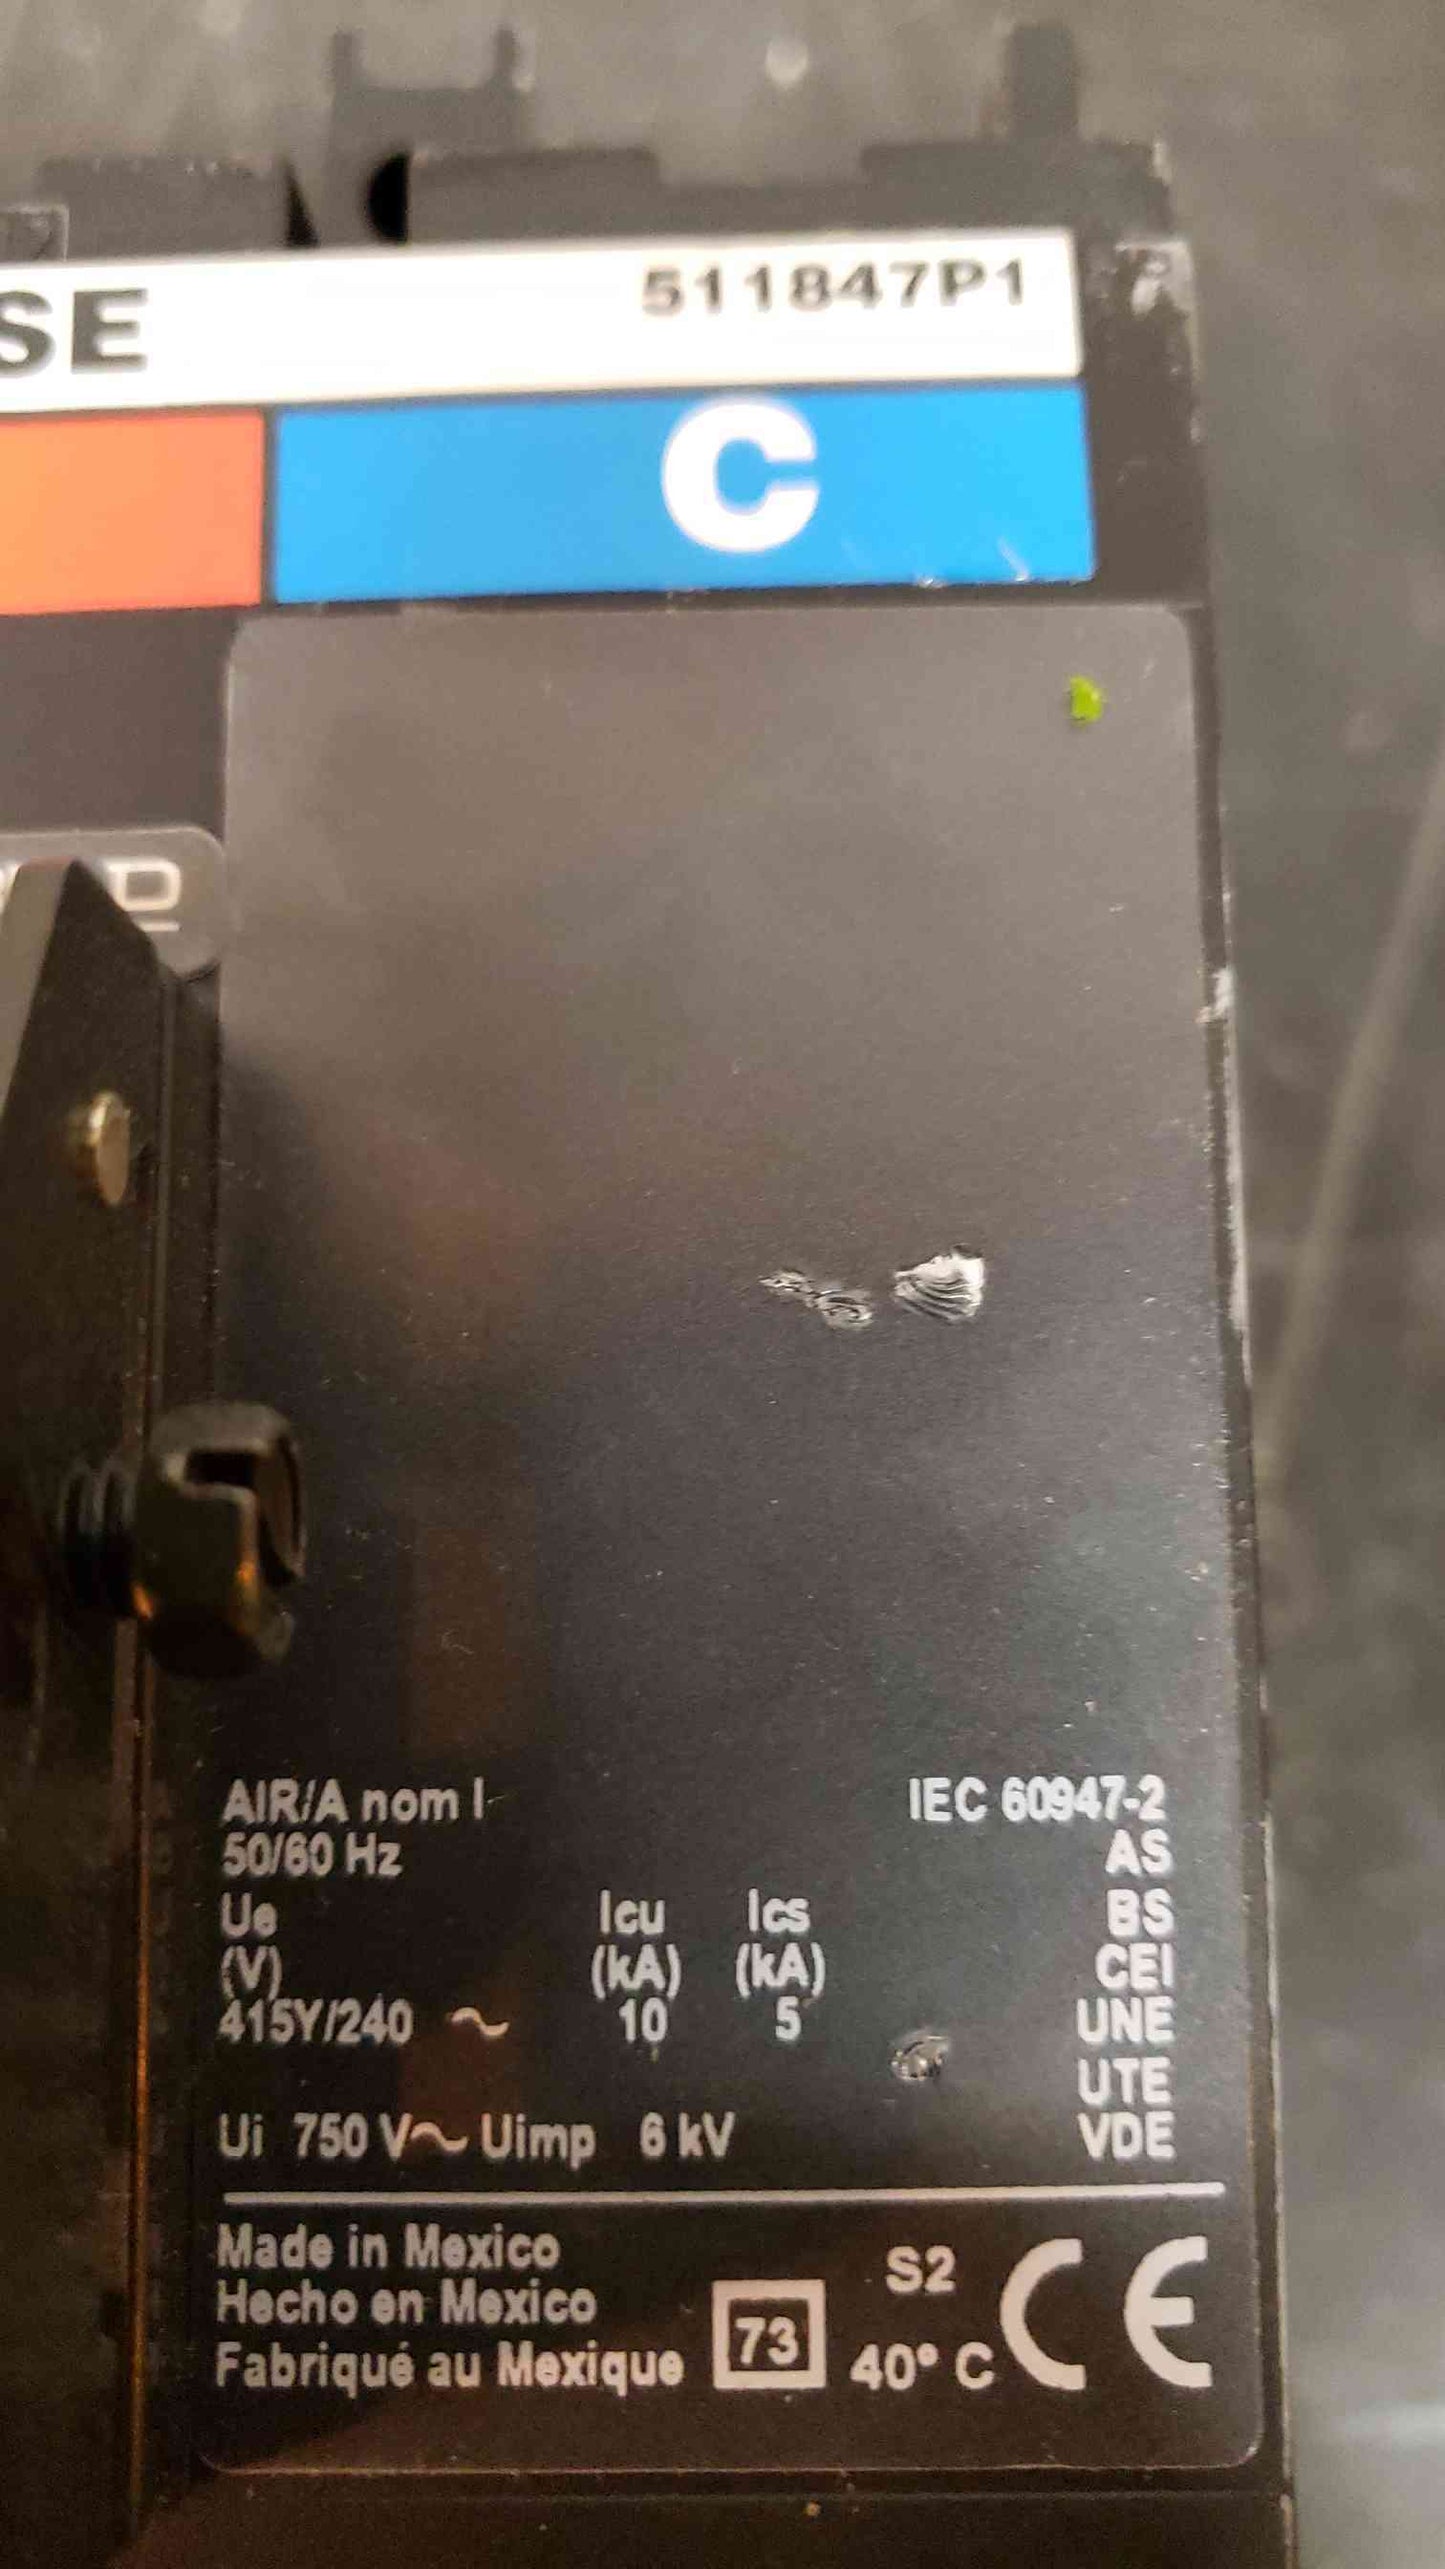 SE 511847P1
C
D
AIR/A nom I IEC 60947-2
50/60 Hz AS
Ue Icu Ics BS
(V) (kA) (kA) CEI
415Y/240 ~ 10 5 UNE
UTE
Ui 750 V~ Uimp 6 kV VDE
Made in Mexico
Hecho en Mexico
Fabriqué au Mexique
73
S2
40° C
CE